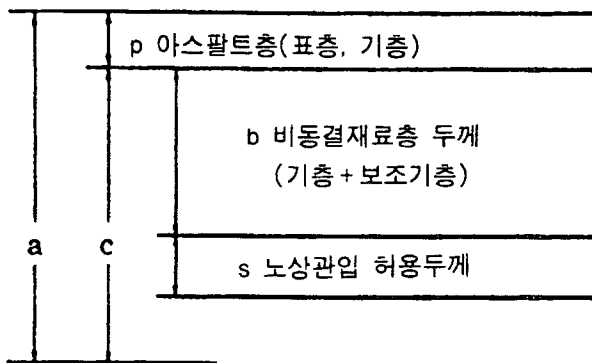 p 아스팔트층(표층, 기층)
b 비동결재료층 두께
(기층+보조기층)
a
c
s 노상관입 허용두께